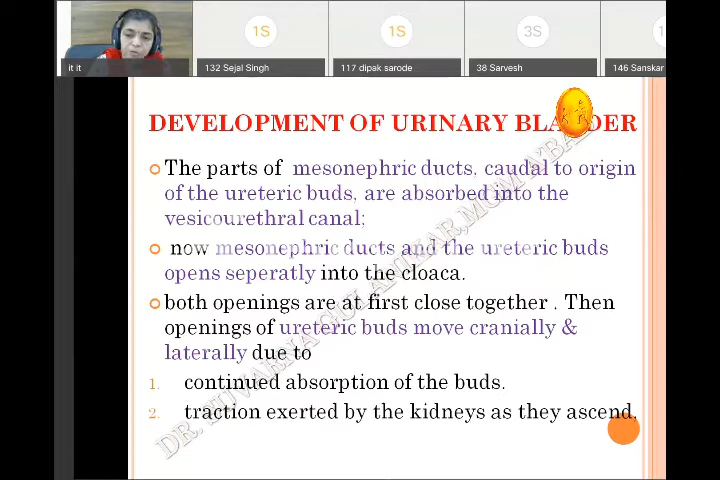 1S
1S
3S
it it
132 Sejal Singh
117 dipak sarode
38 Sarvesh
146 Sanskar
DEVELOPMENT OF URINARY BLADDER
The parts of mesonephric ducts, caudal to origin
of the ureteric buds, are absorbed into the
vesicourethral canal;
now mesonephric ducts and the ureteric buds
opens seperatly into the cloaca.
both openings are at first close together . Then
openings of ureteric buds move cranially &
laterally due to
1. continued absorption of the buds.
2. traction exerted by the kidneys as they ascend.